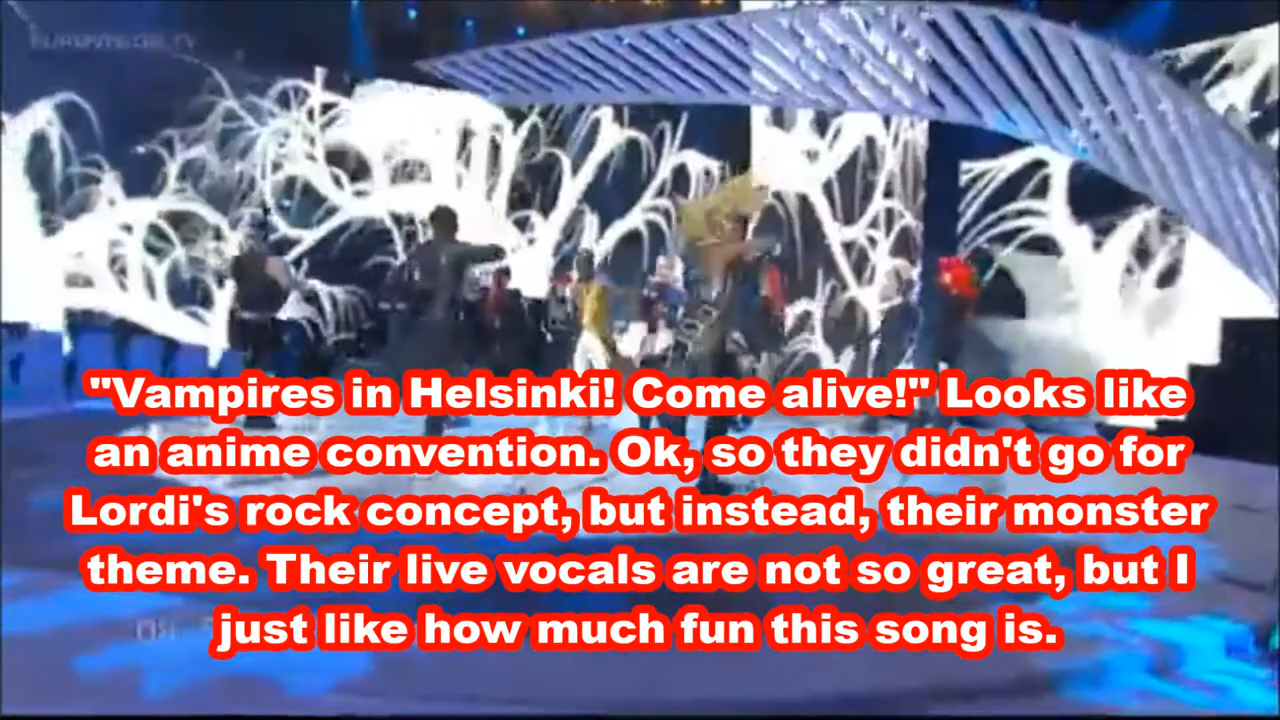 EUROVISION.TV
"Vampires in Helsinki! Come alive!" Looks like
an anime convention. Ok, so they didn't go for
Lordi's rock concept, but instead, their monster
theme. Their live vocals are not so great, but I
just like how much fun this song is.